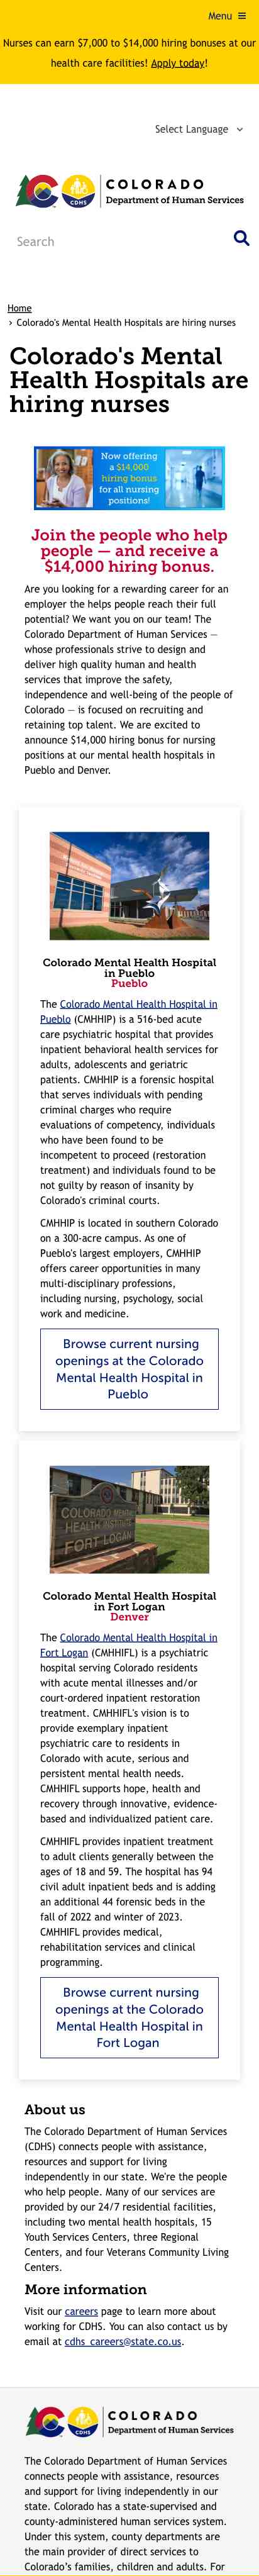 Menu
Nurses can earn $7,000 to $14,000 hiring bonuses at our
health care facilities! Apply today!
Select Language
CDHS
COLORADO
Department of Human Services
Search
Home
› Colorado's Mental Health Hospitals are hiring nurses
Colorado's Mental
Health Hospitals are
hiring nurses
Now offering
a $14,000
hiring bonus
for all nursing
positions!
Join the people who help
people — and receive a
$14,000 hiring bonus.
Are you looking for a rewarding career for an
employer the helps people reach their full
potential? We want you on our team! The
Colorado Department of Human Services —
whose professionals strive to design and
deliver high quality human and health
services that improve the safety,
independence and well-being of the people of
Colorado — is focused on recruiting and
retaining top talent. We are excited to
announce $14,000 hiring bonus for nursing
positions at our mental health hospitals in
Pueblo and Denver.
Colorado Mental Health Hospital
in Pueblo
Pueblo
The Colorado Mental Health Hospital in
Pueblo (CMHHIP) is a 516-bed acute
care psychiatric hospital that provides
inpatient behavioral health services for
adults, adolescents and geriatric
patients. CMHHIP is a forensic hospital
that serves individuals with pending
criminal charges who require
evaluations of competency, individuals
who have been found to be
incompetent to proceed (restoration
treatment) and individuals found to be
not guilty by reason of insanity by
Colorado's criminal courts.
CMHHIP is located in southern Colorado
on a 300-acre campus. As one of
Pueblo's largest employers, CMHHIP
offers career opportunities in many
multi-disciplinary professions,
including nursing, psychology, social
work and medicine.
Browse current nursing
openings at the Colorado
Mental Health Hospital in
Pueblo
COLORADO MENTAL
HEALTH INSTITUTE
FORT LOGAN
Colorado Mental Health Hospital
in Fort Logan
Denver
The Colorado Mental Health Hospital in
Fort Logan (CMHHIFL) is a psychiatric
hospital serving Colorado residents
with acute mental illnesses and/or
court-ordered inpatient restoration
treatment. CMHHIFL's vision is to
provide exemplary inpatient
psychiatric care to residents in
Colorado with acute, serious and
persistent mental health needs.
CMHHIFL supports hope, health and
recovery through innovative, evidence-
based and individualized patient care.
CMHHIFL provides inpatient treatment
to adult clients generally between the
ages of 18 and 59. The hospital has 94
civil adult inpatient beds and is adding
an additional 44 forensic beds in the
fall of 2022 and winter of 2023.
CMHHIFL provides medical,
rehabilitation services and clinical
programming.
Browse current nursing
openings at the Colorado
Mental Health Hospital in
Fort Logan
About us
The Colorado Department of Human Services
(CDHS) connects people with assistance,
resources and support for living
independently in our state. We're the people
who help people. Many of our services are
provided by our 24/7 residential facilities,
including two mental health hospitals, 15
Youth Services Centers, three Regional
Centers, and four Veterans Community Living
Centers.
More information
Visit our careers page to learn more about
working for CDHS. You can also contact us by
email at cdhs_careers@state.co.us.
CDHS
COLORADO
Department of Human Services
The Colorado Department of Human Services
connects people with assistance, resources
and support for living independently in our
state. Colorado has a state-supervised and
county-administered human services system.
Under this system, county departments are
the main provider of direct services to
Colorado's families, children and adults. For